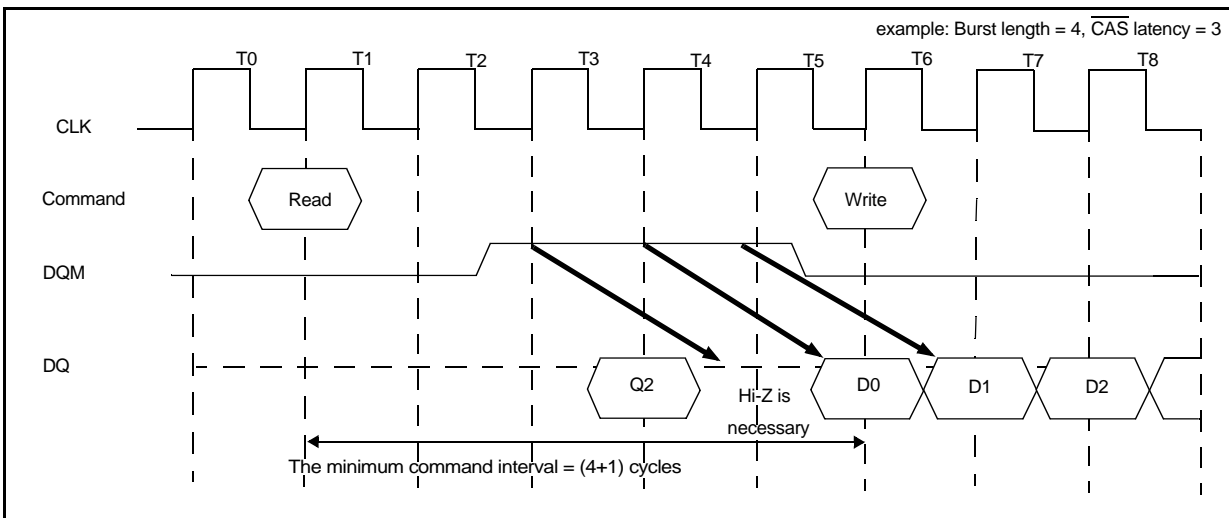 example: Burst length = 4, CAS latency = 3
T0 T1 T2 T3 T4 T5 T6 T7 T8
CLK
Command Read Write
DQM
DQ Q2 D0 D1 D2
Hi-Z is
necessary
The minimum command interval = (4+1) cycles